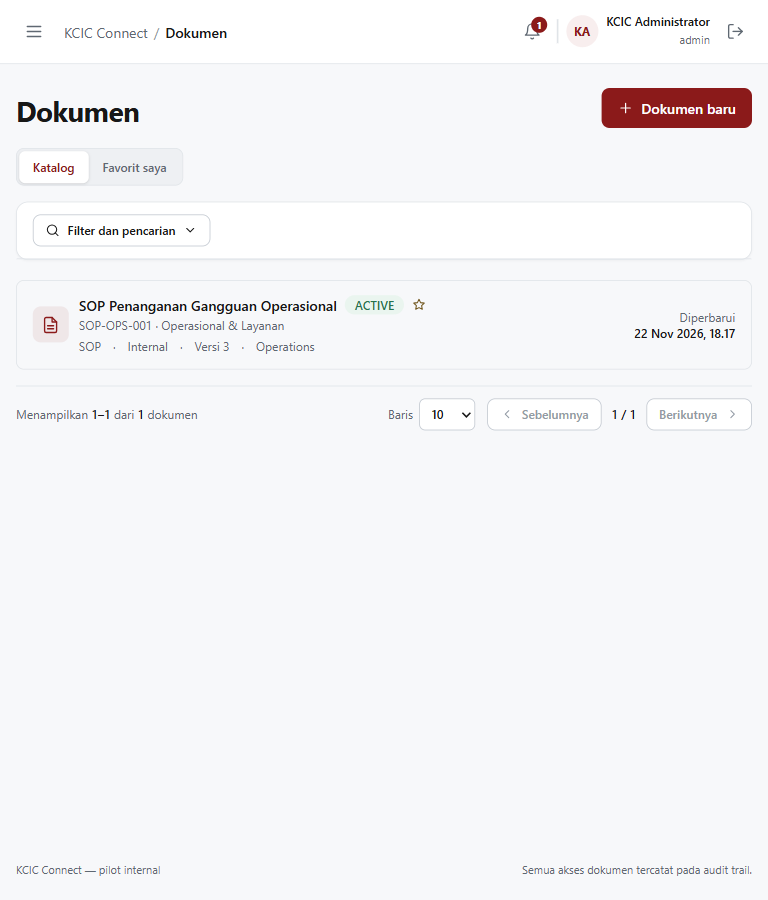 KCIC Connect / Dokumen
1
KA
KCIC Administrator
admin
Dokumen
+ Dokumen baru
Katalog
Favorit saya
Filter dan pencarian
SOP Penanganan Gangguan Operasional ACTIVE
SOP-OPS-001 · Operasional & Layanan
SOP · Internal · Versi 3 · Operations
Diperbarui
22 Nov 2026, 18.17
Menampilkan 1–1 dari 1 dokumen
Baris 10
Sebelumnya
1 / 1
Berikutnya
KCIC Connect — pilot internal
Semua akses dokumen tercatat pada audit trail.